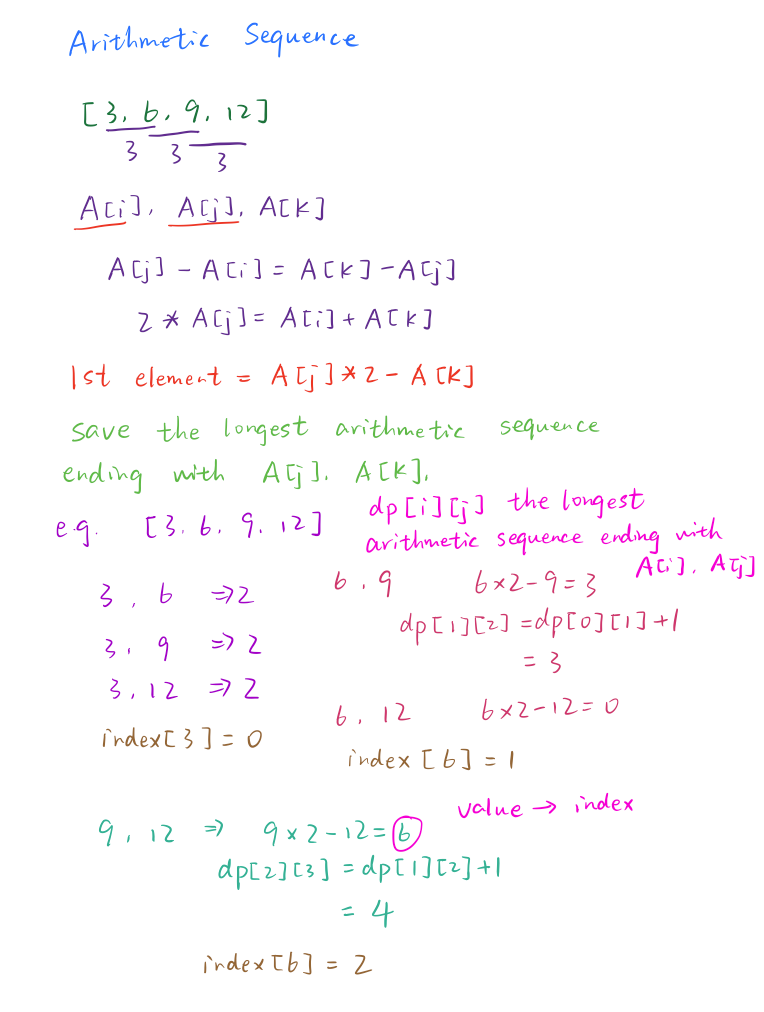 Arithmetic Sequence
[3, 6, 9, 12]
3 3 3
A[i], A[j], A[k]
A[j] - A[i] = A[k] - A[j]
2 * A[j] = A[i] + A[k]
1st element = A[j] * 2 - A[k]
save the longest arithmetic sequence
ending with A[j], A[k].
e.g. [3, 6, 9, 12]
dp[i][j] the longest
arithmetic sequence ending with
A[i], A[j]
3, 6 => 2
3, 9 => 2
3, 12 => 2
index[3] = 0
6, 9 6×2-9=3
dp[1][2] = dp[0][1]+1
= 3
6, 12 6×2-12=0
index[6] = 1
value → index
9, 12 => 9×2-12=6
dp[2][3] = dp[1][2]+1
= 4
index[6] = 2